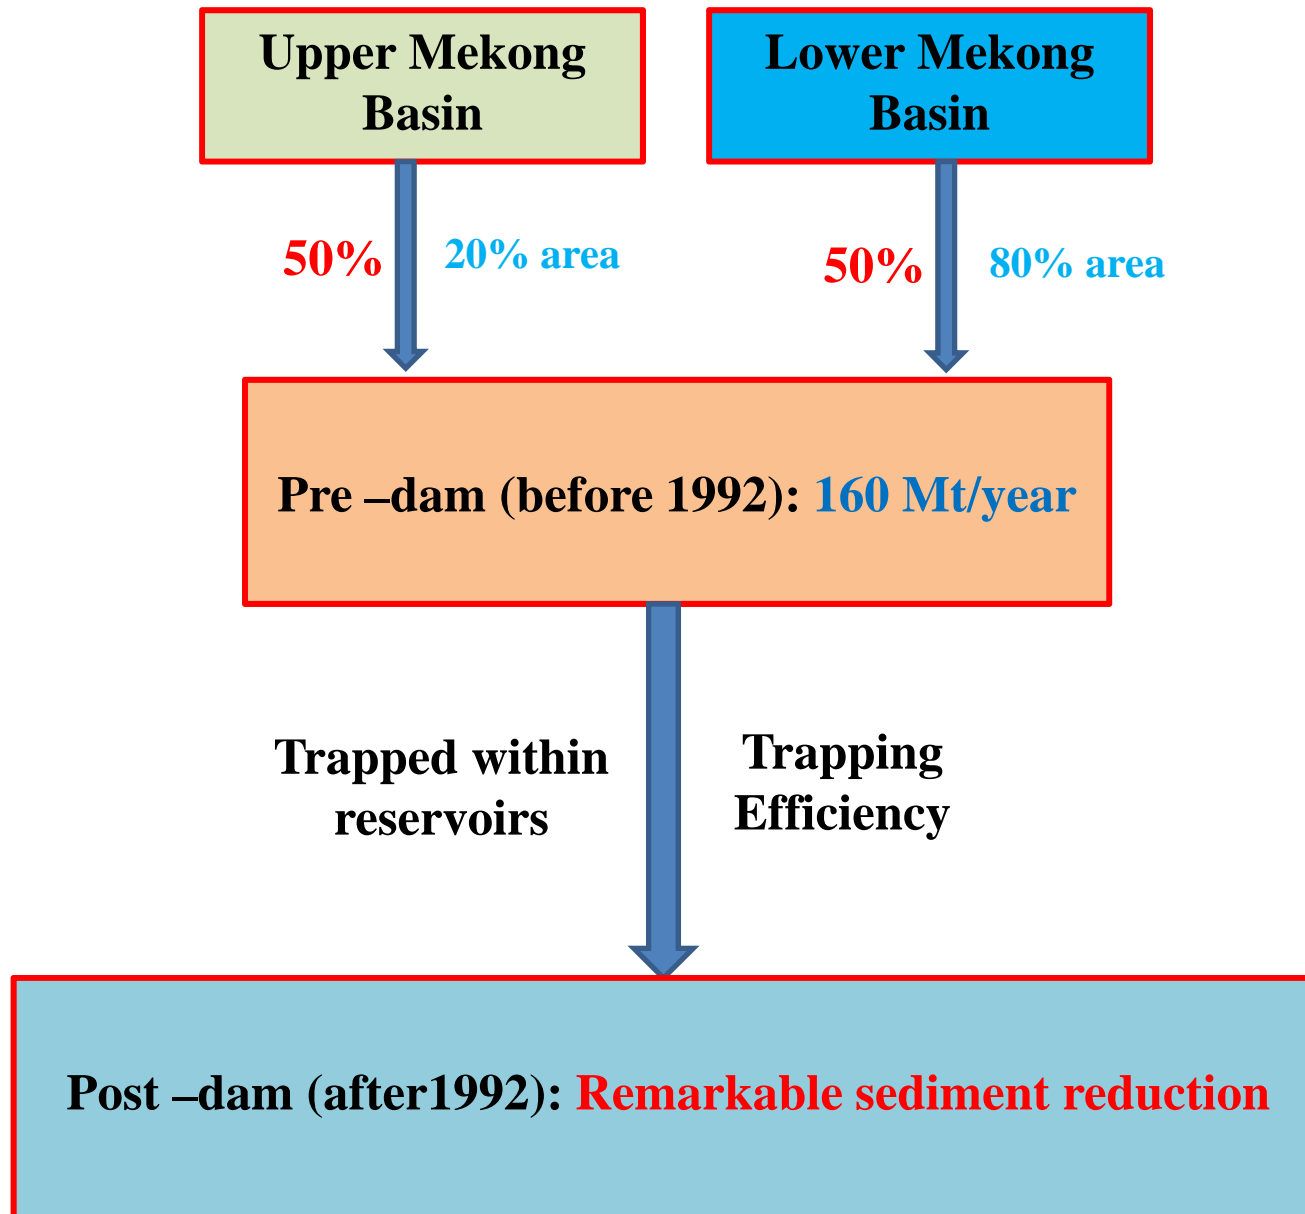 Upper Mekong
Basin
Lower Mekong
Basin
50%
20% area
50%
80% area
Pre –dam (before 1992): 160 Mt/year
Trapped within
reservoirs
Trapping
Efficiency
Post –dam (after1992): Remarkable sediment reduction